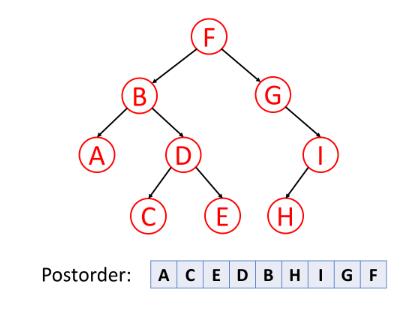 F
B G
A D I
C E H
Postorder: A C E D B H I G F